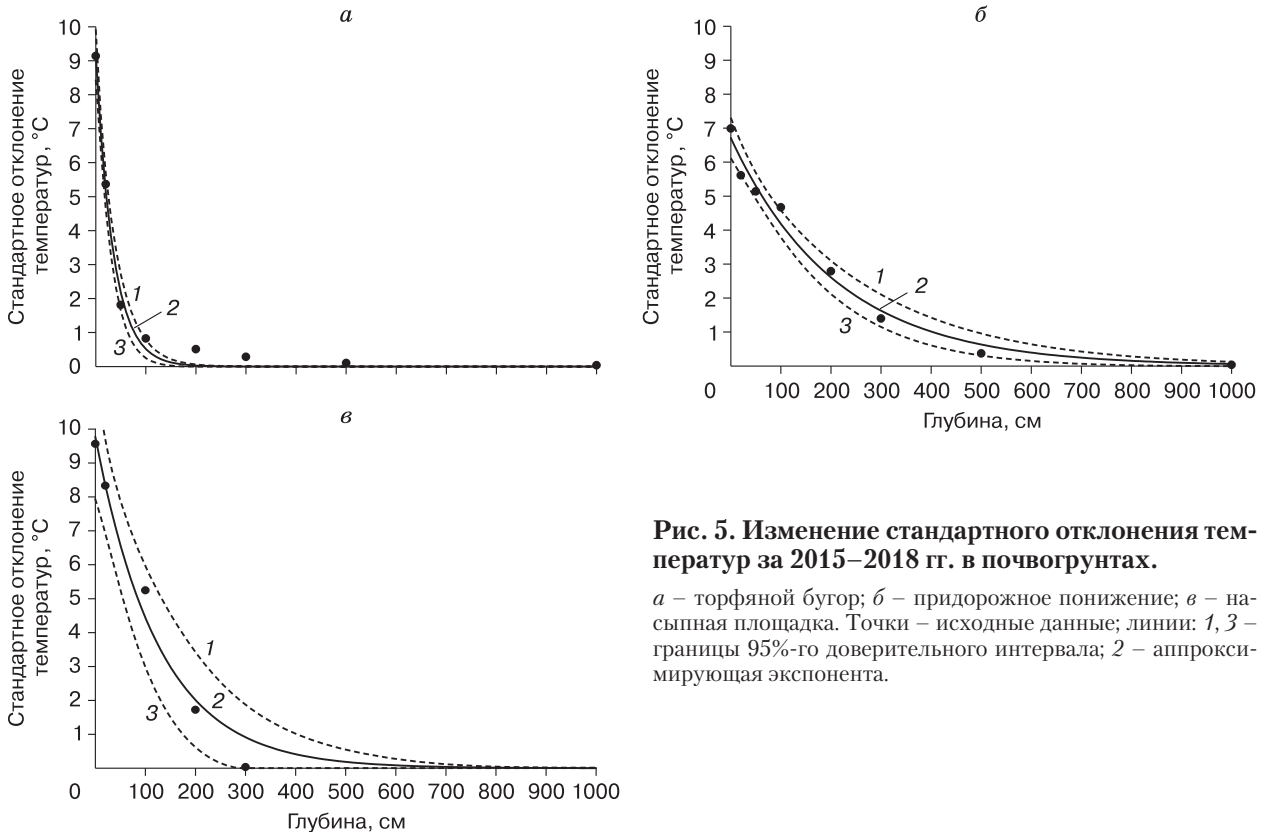 а
10
9
8
7
6
5
4
3
2
1
0
Стандартное отклонение
температур, °C
1
2
3
б
10
9
8
7
6
5
4
3
2
1
0 100 200 300 400 500 600 700 800 900 1000
Глубина, см
Стандартное отклонение
температур, °C
1
2
3
в
10
9
8
7
6
5
4
3
2
1
0 100 200 300 400 500 600 700 800 900 1000
Глубина, см
Стандартное отклонение
температур, °C
1
2
3
Рис. 5. Изменение стандартного отклонения тем-
ператур за 2015–2018 гг. в почвогрунтах.
а – торфяной бугор; б – придорожное понижение; в – на-
сыпная площадка. Точки – исходные данные; линии: 1, 3 –
границы 95%-го доверительного интервала; 2 – аппрокси-
мирующая экспонента.